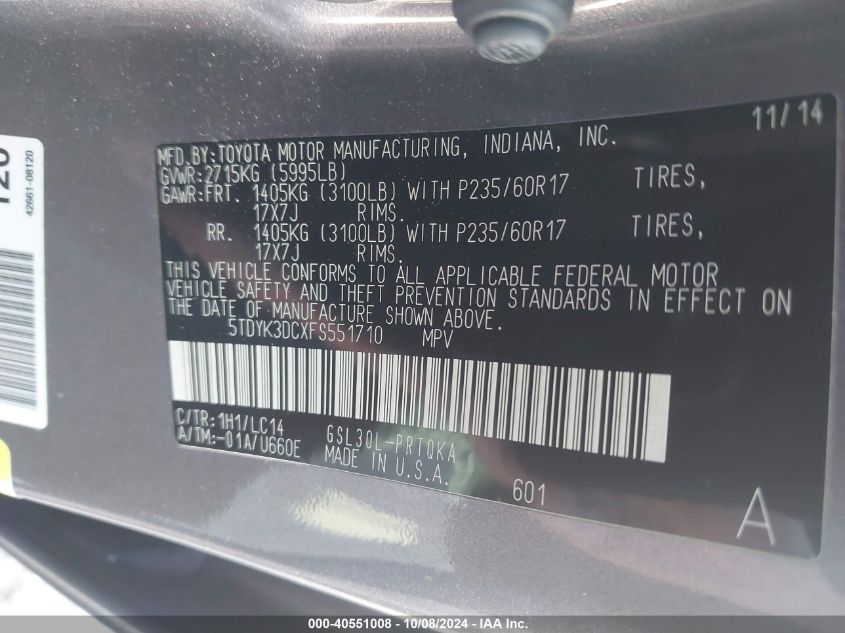 11/14
MFD.BY:TOYOTA MOTOR MANUFACTURING, INDIANA, INC.
GVWR:2715KG (5995LB)
GAWR:FRT. 1405KG (3100LB) WITH P235/60R17 TIRES,
17X7J RIMS.
RR. 1405KG (3100LB) WITH P235/60R17 TIRES,
17X7J RIMS.
THIS VEHICLE CONFORMS TO ALL APPLICABLE FEDERAL MOTOR
VEHICLE SAFETY AND THEFT PREVENTION STANDARDS IN EFFECT ON
THE DATE OF MANUFACTURE SHOWN ABOVE.
5TDYK3DCXFS551710 MPV
C/TR:1H1/LC14 GSL30L-PRTQKA
A/TM:-01A/U660E MADE IN U.S.A.
601
A
42661-08120
000-40551008 - 10/08/2024 - IAA Inc.